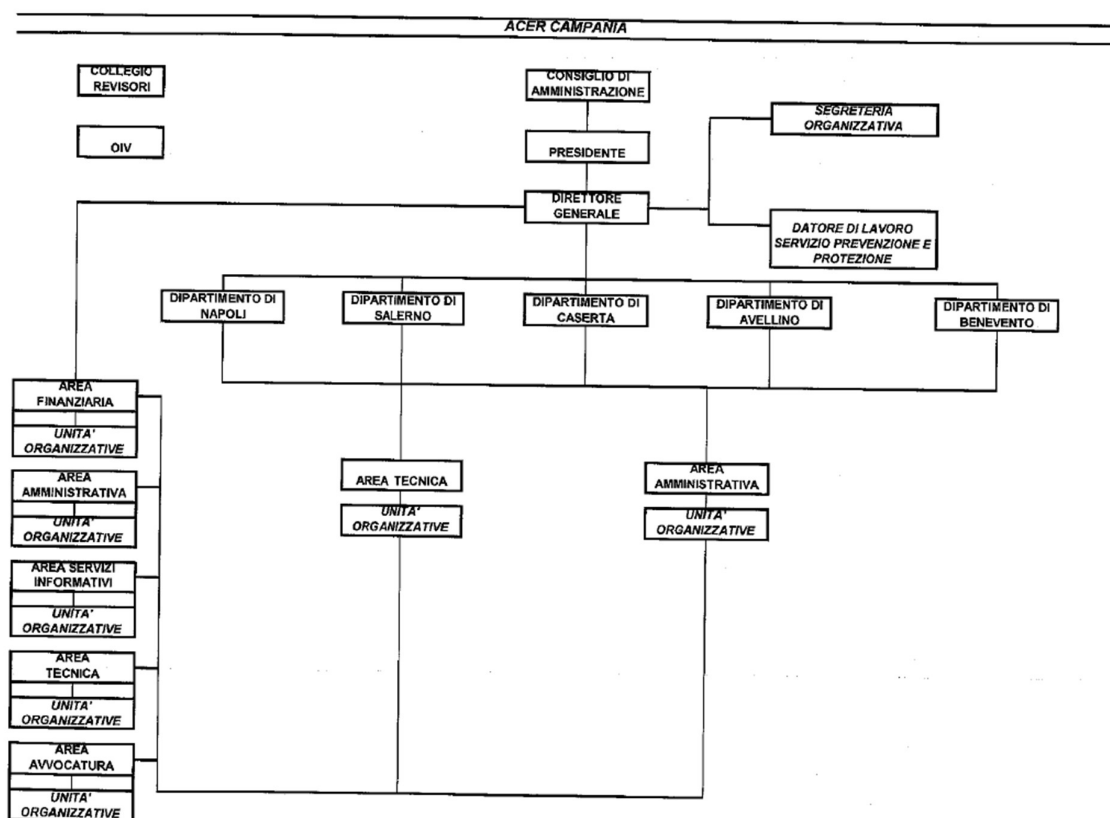 ACER CAMPANIA
COLLEGIO
REVISORI
CONSIGLIO DI
AMMINISTRAZIONE
SEGRETERIA
ORGANIZZATIVA
OIV
PRESIDENTE
DIRETTORE
GENERALE
DATORE DI LAVORO
SERVIZIO PREVENZIONE E
PROTEZIONE
DIPARTIMENTO DI
NAPOLI
DIPARTIMENTO DI
SALERNO
DIPARTIMENTO DI
CASERTA
DIPARTIMENTO DI
AVELLINO
DIPARTIMENTO DI
BENEVENTO
AREA
FINANZIARIA
UNITA'
ORGANIZZATIVE
AREA
AMMINISTRATIVA
UNITA'
ORGANIZZATIVE
AREA SERVIZI
INFORMATIVI
UNITA'
ORGANIZZATIVE
AREA
TECNICA
UNITA'
ORGANIZZATIVE
AREA
AVVOCATURA
UNITA'
ORGANIZZATIVE
AREA TECNICA
UNITA'
ORGANIZZATIVE
AREA
AMMINISTRATIVA
UNITA'
ORGANIZZATIVE